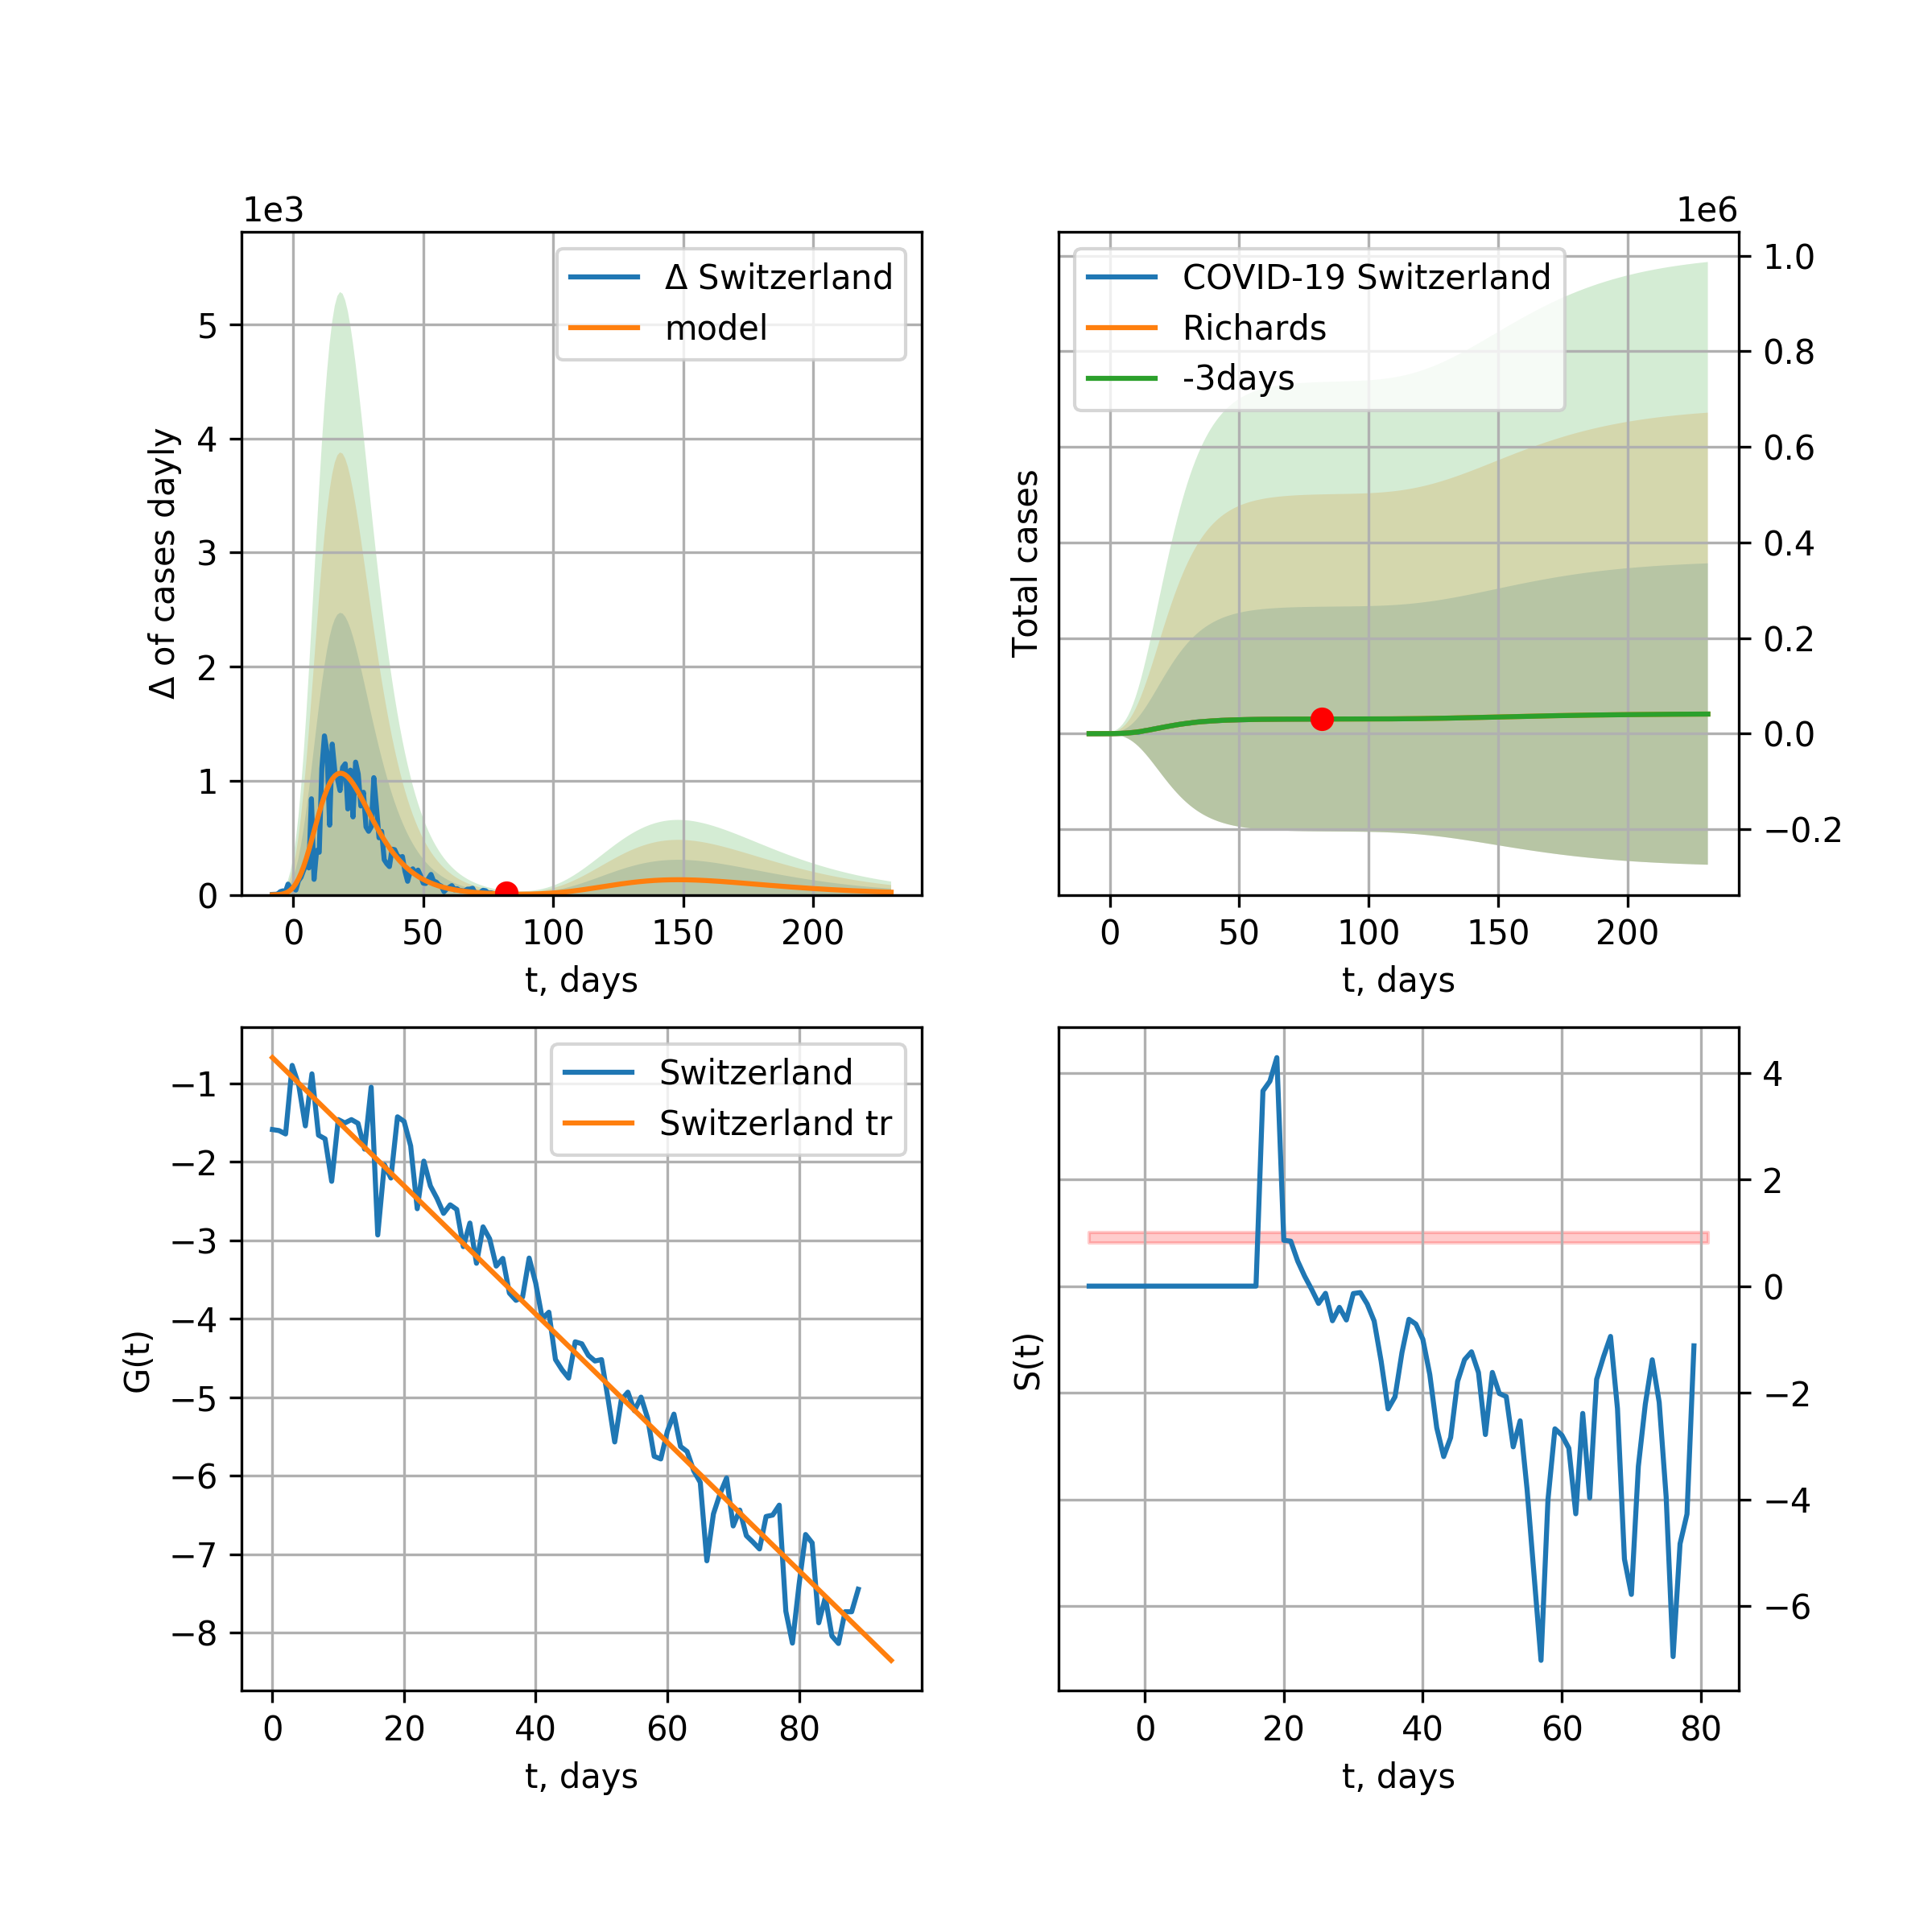 1e3
Δ Switzerland
model
Δ of cases dayly
5
4
3
2
1
0
0 50 100 150 200
t, days
1e6
COVID-19 Switzerland
Richards
-3days
Total cases
1.0
0.8
0.6
0.4
0.2
0.0
−0.2
0 50 100 150 200
t, days
Switzerland
Switzerland tr
G(t)
−1
−2
−3
−4
−5
−6
−7
−8
0 20 40 60 80
t, days
S(t)
4
2
0
−2
−4
−6
0 20 40 60 80
t, days